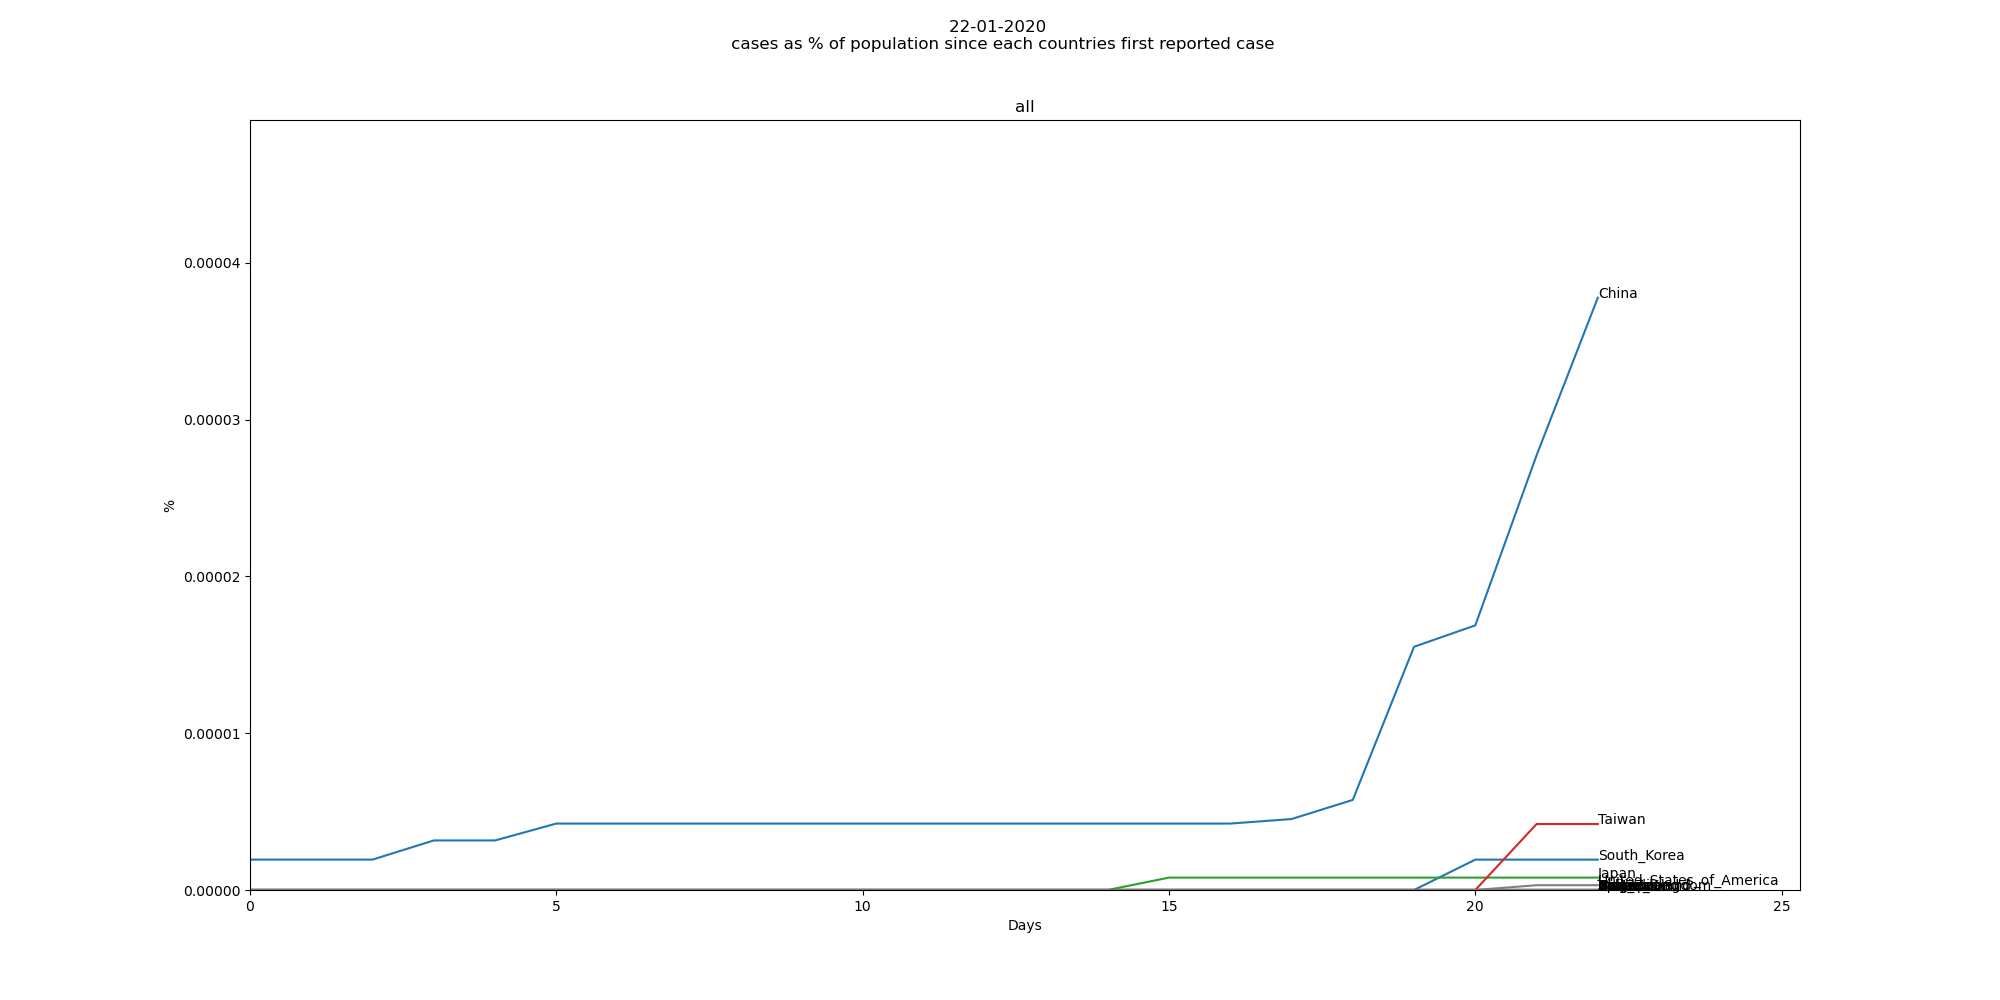 22-01-2020
cases as % of population since each countries first reported case
all
0.00004
0.00003
0.00002
0.00001
0.00000
%
China
Taiwan
South_Korea
Japan
United_States_of_America
0
5
10
15
20
25
Days